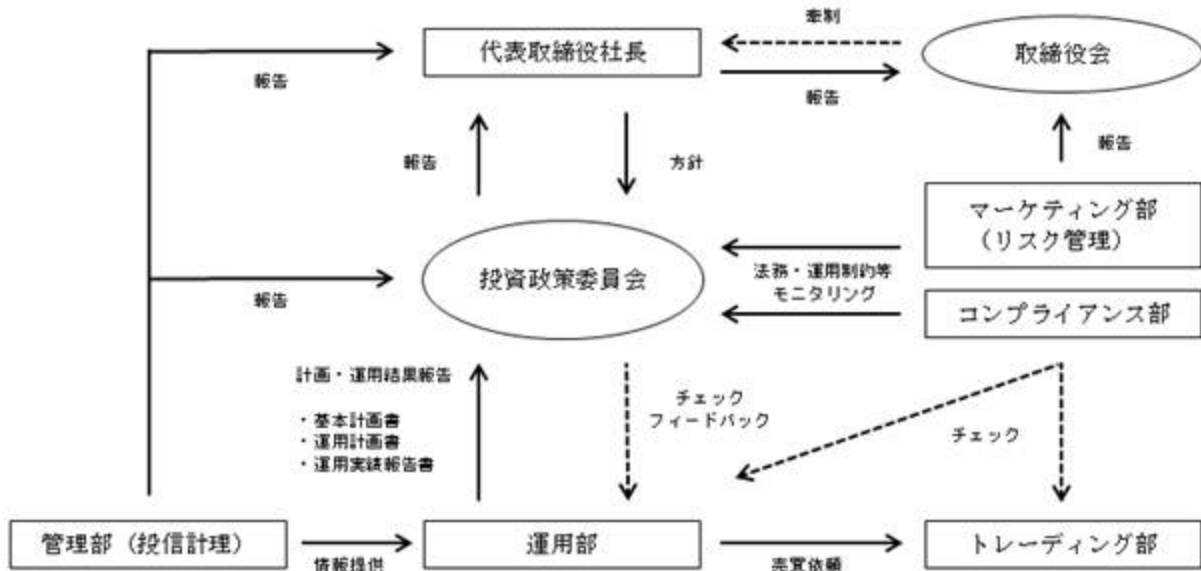 牽制
代表取締役社長
取締役会
報告
報告
報告
方針
報告
マーケティング部
(リスク管理)
投資政策委員会
法務・運用制約等
モニタリング
報告
コンプライアンス部
計画・運用結果報告
・基本計画書
・運用計画書
・運用実績報告書
チェック
フィードバック
チェック
管理部（投信計理）
情報提供
運用部
売買依頼
トレーディング部